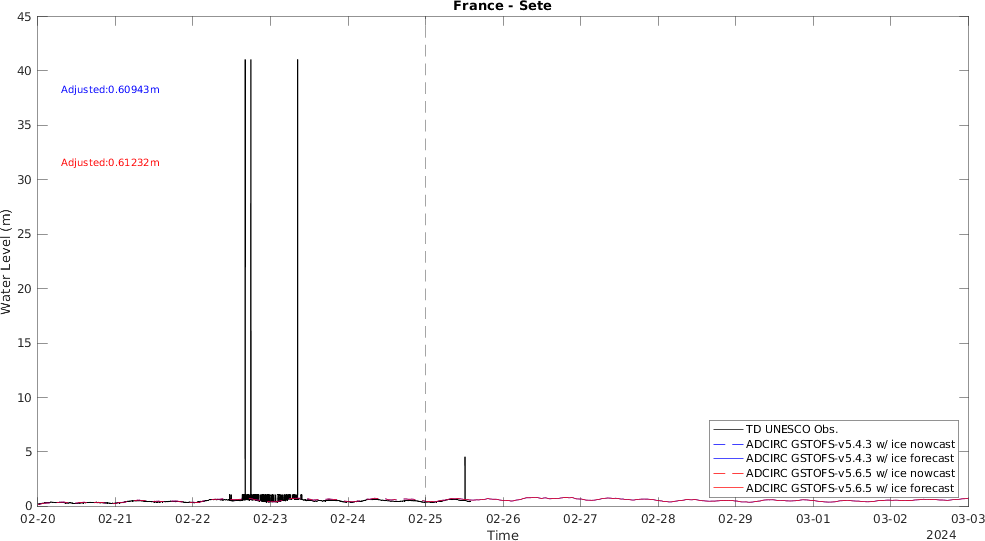 France - Sete
45
40
35
30
25
20
15
10
5
0
Water Level (m)
Adjusted:0.60943m
Adjusted:0.61232m
TD UNESCO Obs.
ADCIRC GSTOFS-v5.4.3 w/ ice nowcast
ADCIRC GSTOFS-v5.4.3 w/ ice forecast
ADCIRC GSTOFS-v5.6.5 w/ ice nowcast
ADCIRC GSTOFS-v5.6.5 w/ ice forecast
02-20 02-21 02-22 02-23 02-24 02-25 02-26 02-27 02-28 02-29 03-01 03-02 03-03
Time
2024